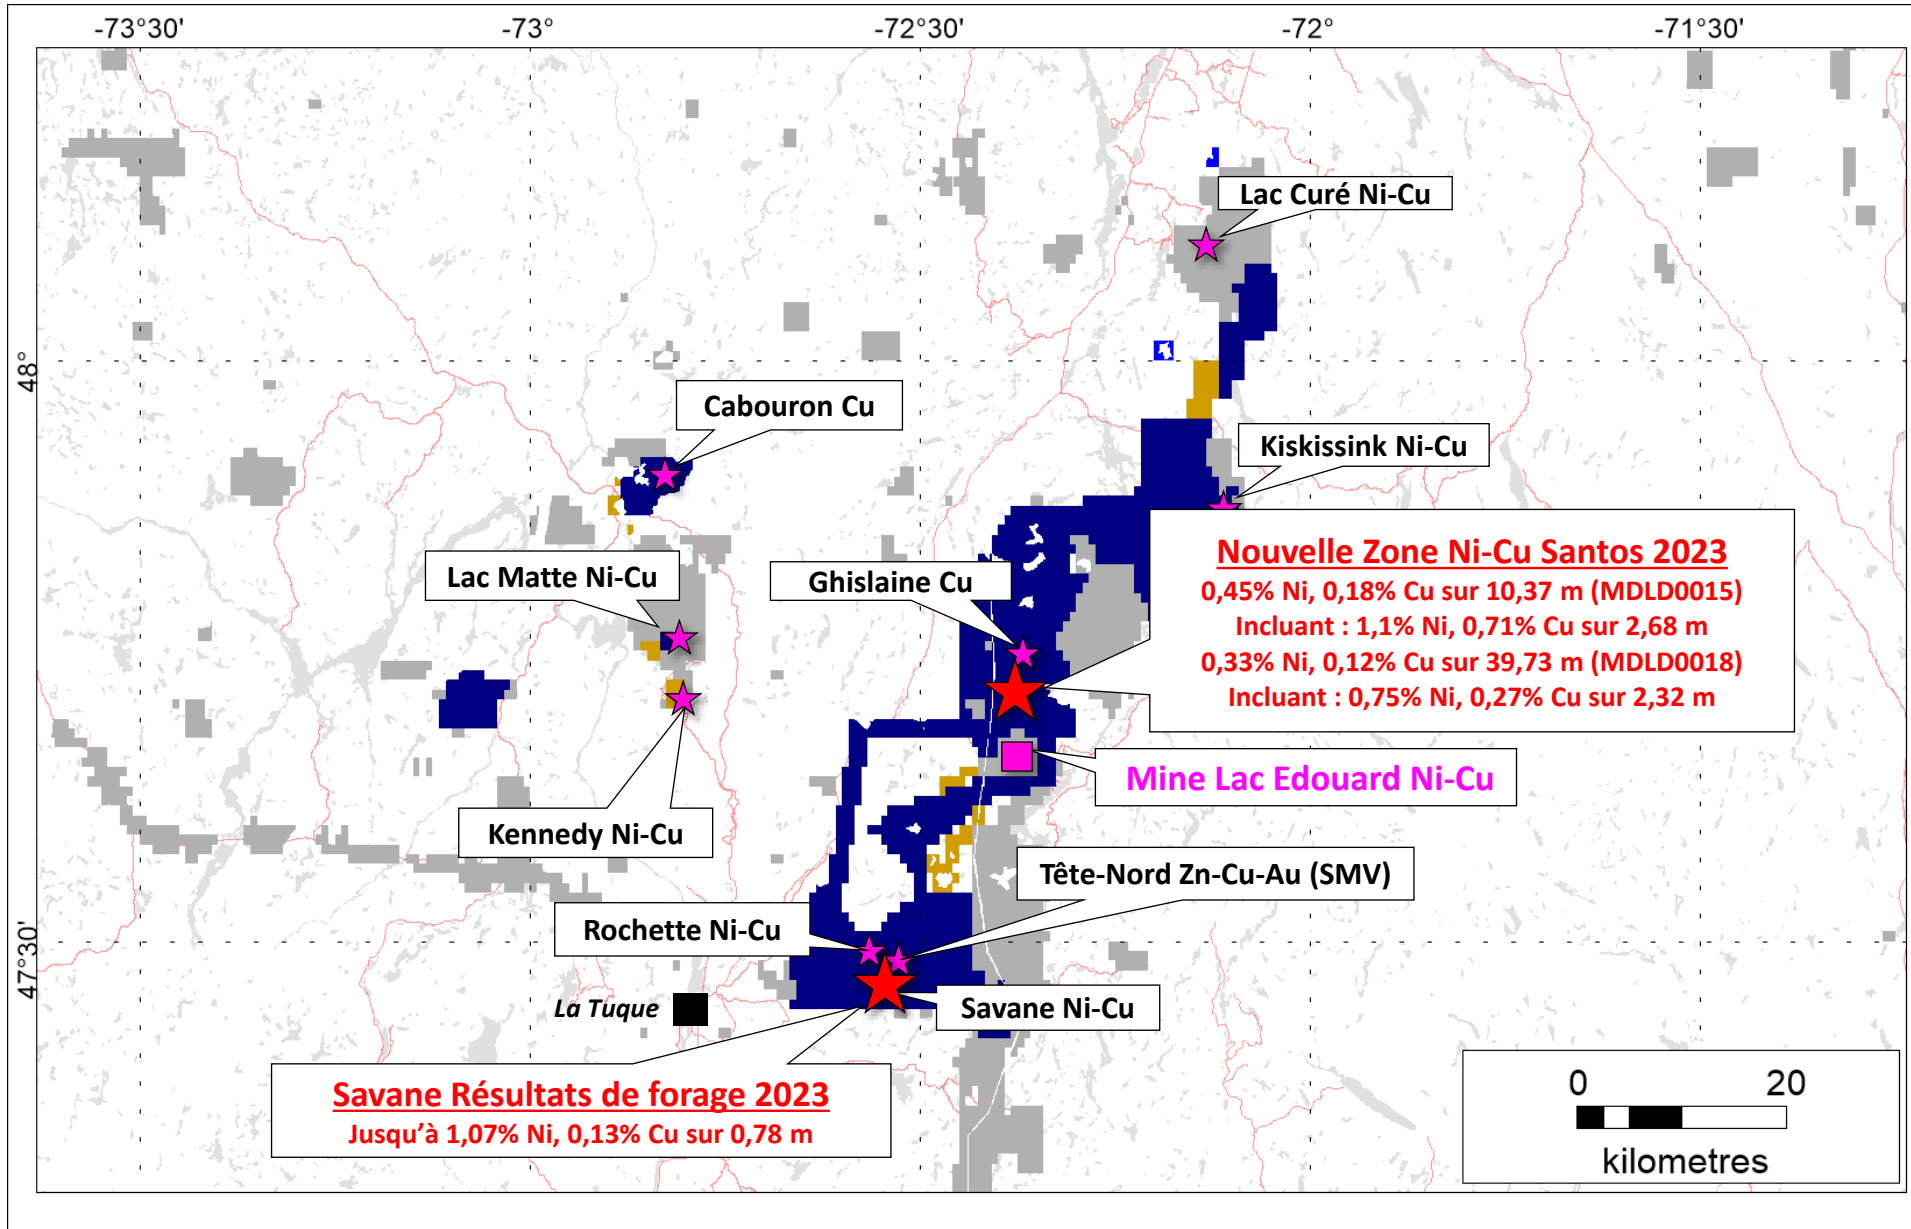 -73°30'
-73°
-72°30'
-72°
-71°30'
48°
47°30'
Lac Curé Ni-Cu
Cabouron Cu
Kiskissink Ni-Cu
Nouvelle Zone Ni-Cu Santos 2023
0,45% Ni, 0,18% Cu sur 10,37 m (MDLD0015)
Incluant : 1,1% Ni, 0,71% Cu sur 2,68 m
0,33% Ni, 0,12% Cu sur 39,73 m (MDLD0018)
Incluant : 0,75% Ni, 0,27% Cu sur 2,32 m
Lac Matte Ni-Cu
Ghislaine Cu
Mine Lac Edouard Ni-Cu
Kennedy Ni-Cu
Tête-Nord Zn-Cu-Au (SMV)
Rochette Ni-Cu
La Tuque
Savane Ni-Cu
Savane Résultats de forage 2023
Jusqu'à 1,07% Ni, 0,13% Cu sur 0,78 m
0 20
kilometres